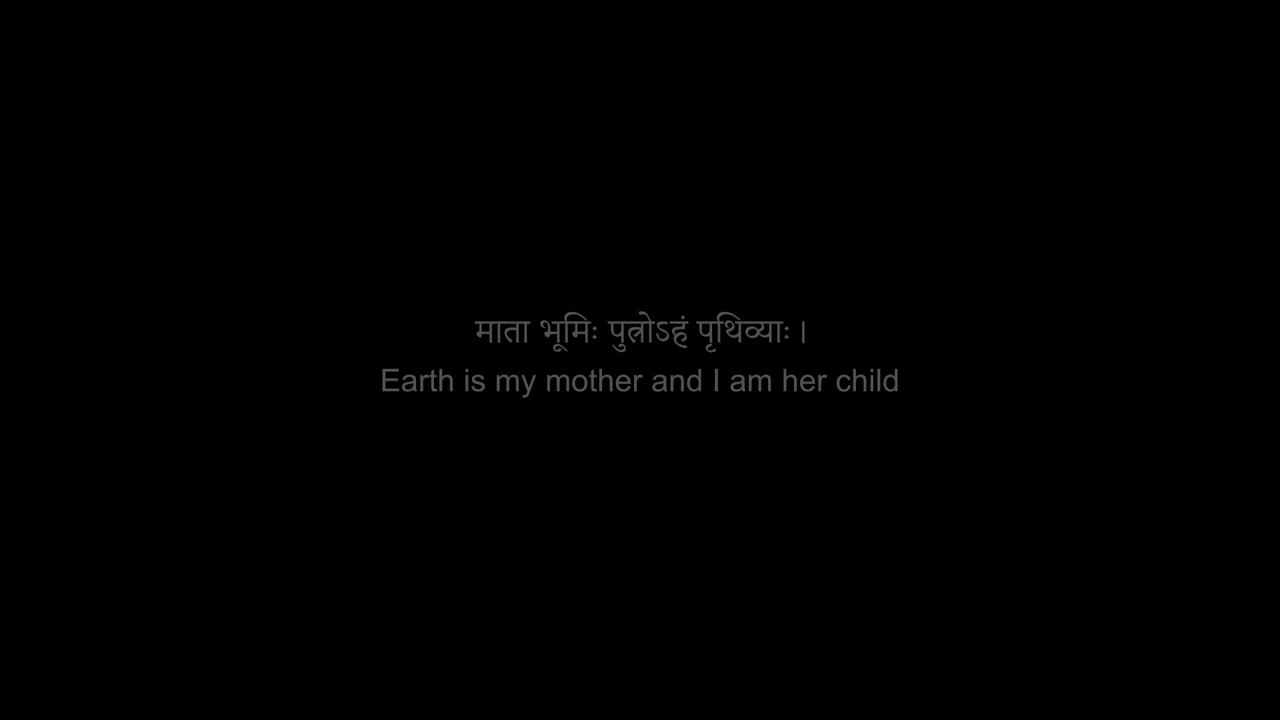 माता भूमिः पुत्रोऽहं पृथिव्याः।
Earth is my mother and I am her child